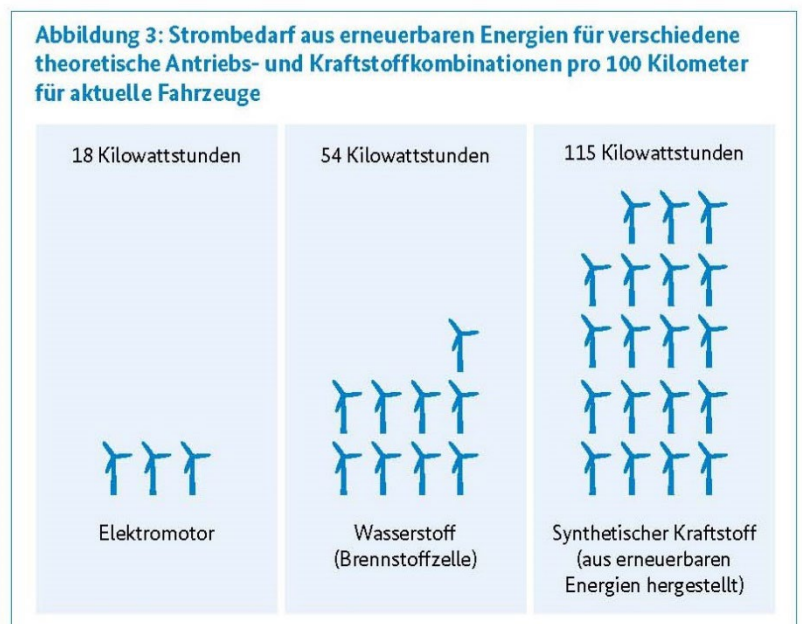 Abbildung 3: Strombedarf aus erneuerbaren Energien für verschiedene
theoretische Antriebs- und Kraftstoffkombinationen pro 100 Kilometer
für aktuelle Fahrzeuge
18 Kilowattstunden
54 Kilowattstunden
115 Kilowattstunden
Elektromotor
Wasserstoff
(Brennstoffzelle)
Synthetischer Kraftstoff
(aus erneuerbaren
Energien hergestellt)